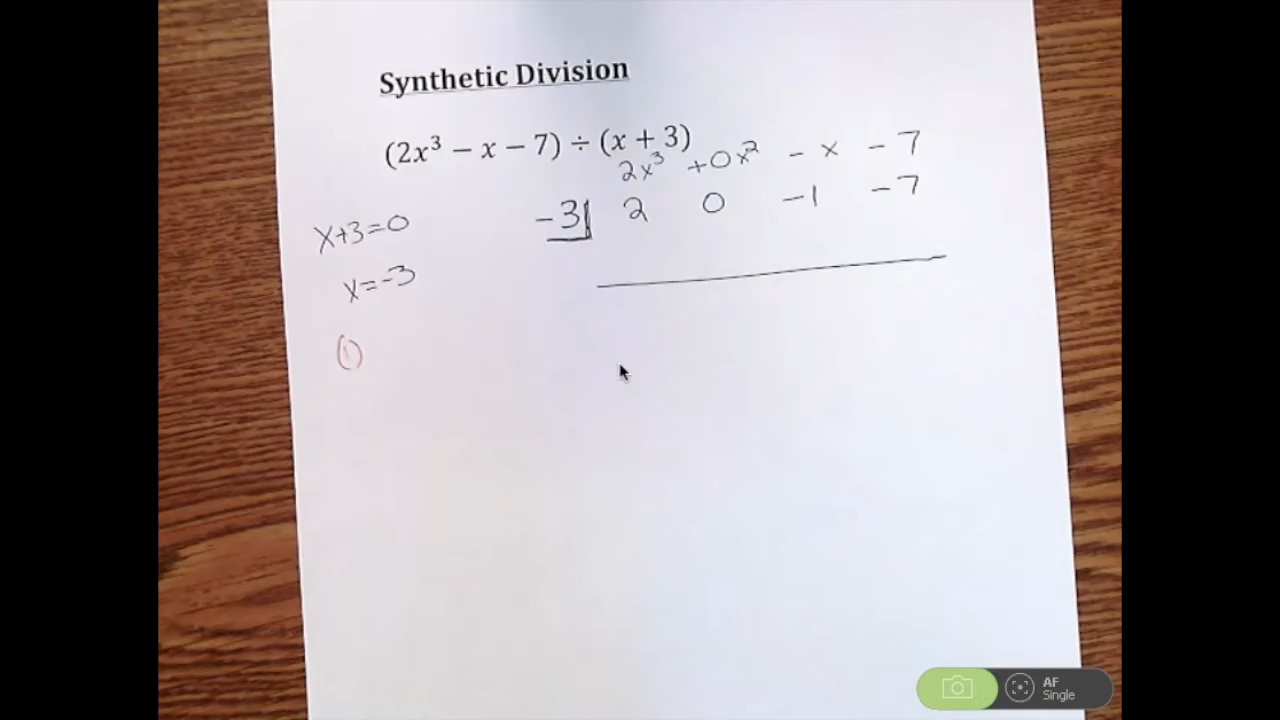 Synthetic Division
(2x³ − x − 7) ÷ (x + 3)
2x³ +0x² - x - 7
x+3=0
-3| 2 0 -1 -7
x=-3
①
AF
Single